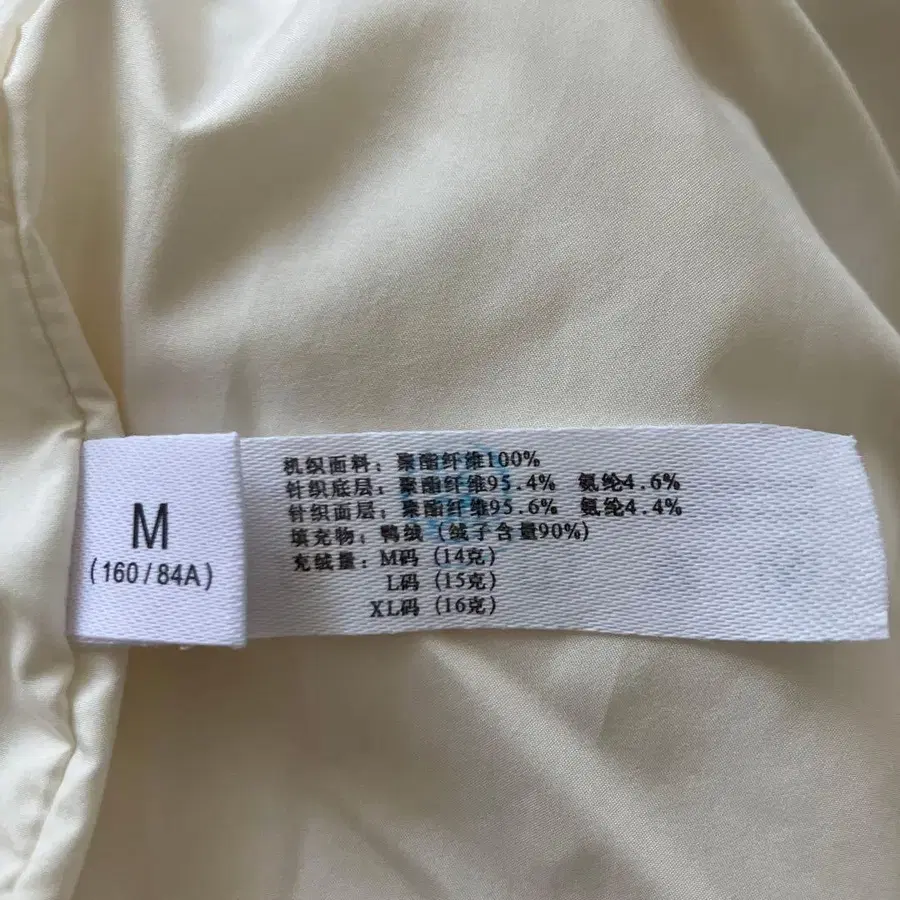 M
(160/84A)
机织面料：聚酯纤维100%
针织底层：聚酯纤维95.4% 氨纶4.6%
针织面层：聚酯纤维95.6% 氨纶4.4%
填充物：鸭绒（绒子含量90%）
充绒量：M码（14克）
L码（15克）
XL码（16克）